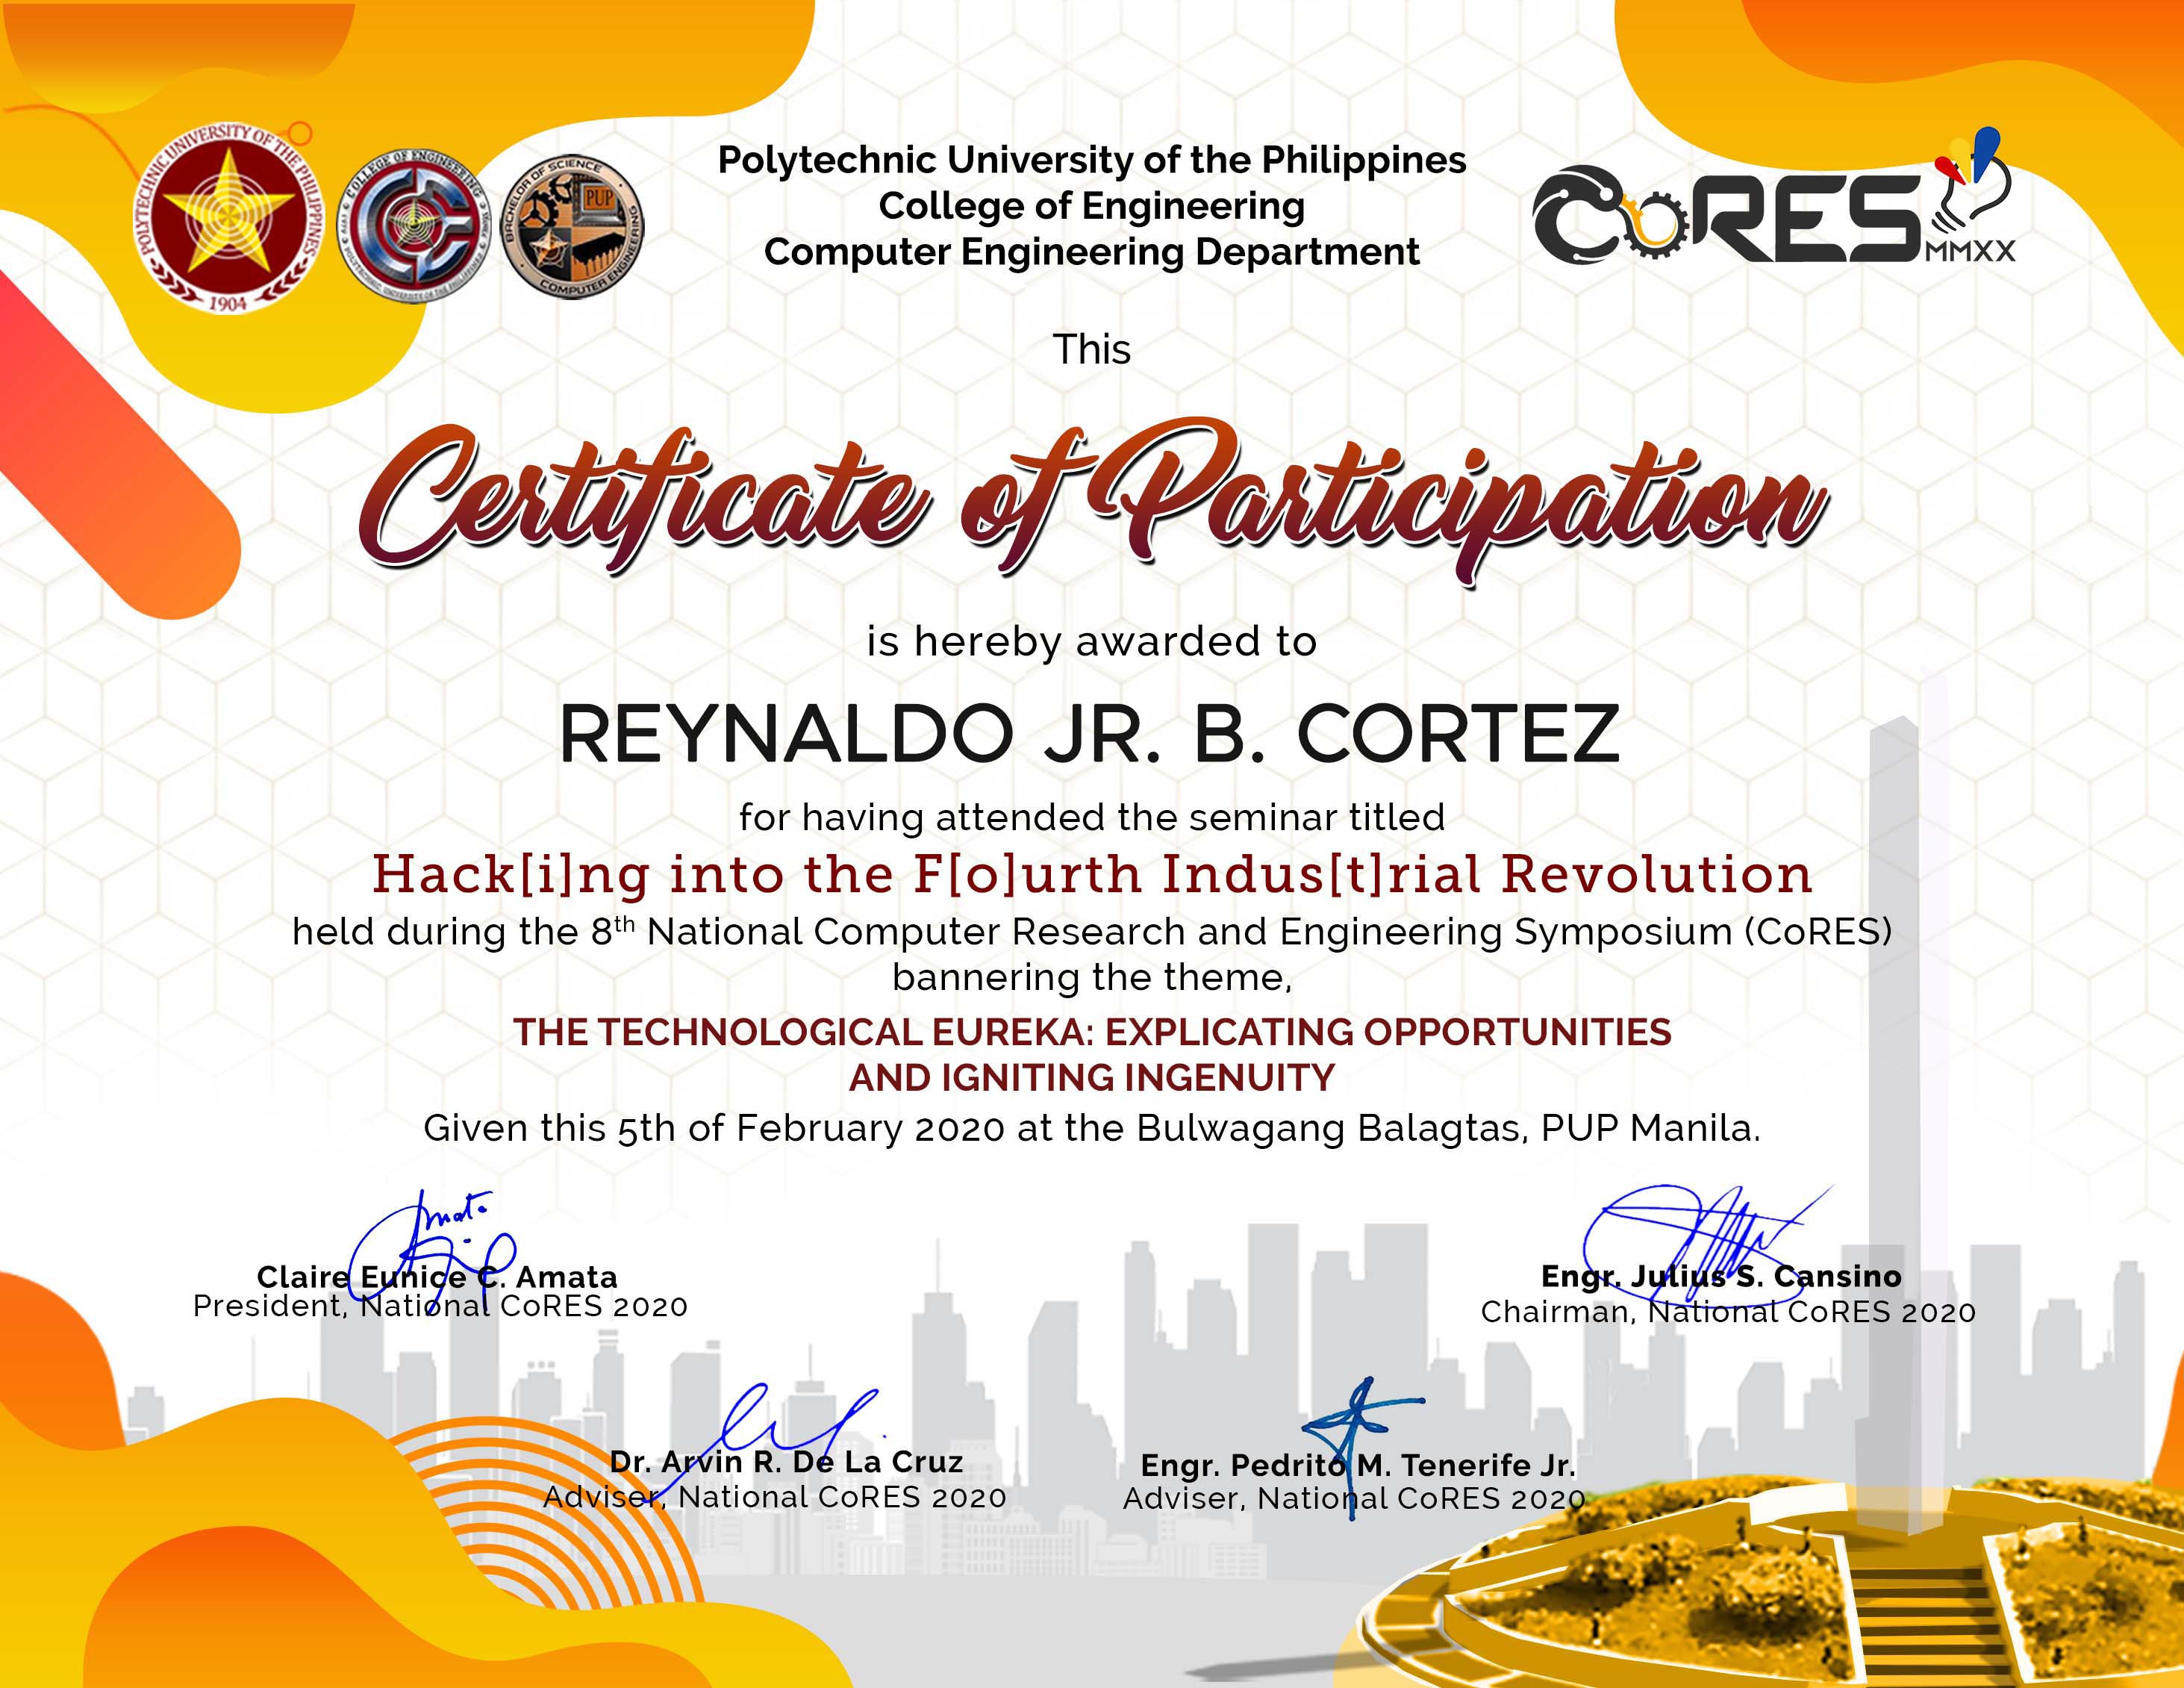 POLYTECHNIC UNIVERSITY OF THE PHILIPPINES
1904
COLLEGE OF ENGINEERING
POLYTECHNIC UNIVERSITY OF THE PHILIPPINES
BACHELOR OF SCIENCE
PUP
COMPUTER ENGINEERING
Polytechnic University of the Philippines
College of Engineering
Computer Engineering Department
CoRES
MMXX
This
Certificate of Participation
is hereby awarded to
REYNALDO JR. B. CORTEZ
for having attended the seminar titled
Hack[i]ng into the F[o]urth Indus[t]rial Revolution
held during the 8th National Computer Research and Engineering Symposium (CoRES)
bannering the theme,
THE TECHNOLOGICAL EUREKA: EXPLICATING OPPORTUNITIES
AND IGNITING INGENUITY
Given this 5th of February 2020 at the Bulwagang Balagtas, PUP Manila.
Amata
Claire Eunice C. Amata
President, National CoRES 2020
Engr. Julius S. Cansino
Chairman, National CoRES 2020
Dr. Arvin R. De La Cruz
Adviser, National CoRES 2020
Engr. Pedrito M. Tenerife Jr.
Adviser, National CoRES 2020